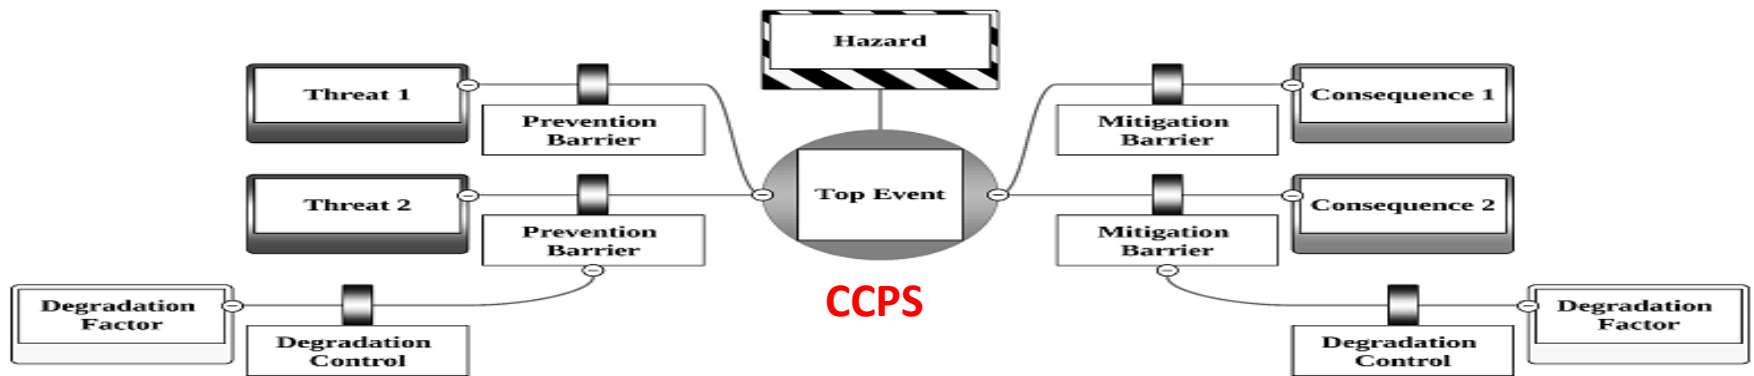 Hazard
Threat 1
Prevention
Barrier
Mitigation
Barrier
Consequence 1
Top Event
Threat 2
Prevention
Barrier
Mitigation
Barrier
Consequence 2
CCPS
Degradation
Factor
Degradation
Control
Degradation
Control
Degradation
Factor